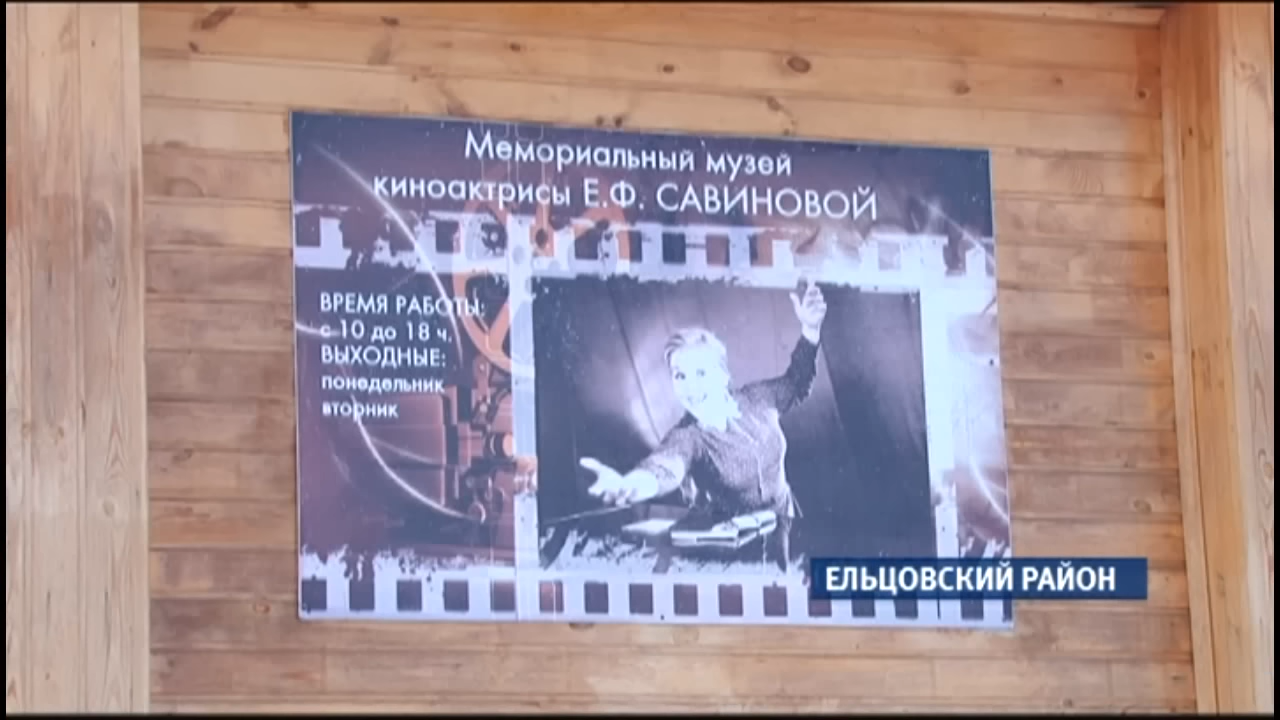 Мемориальный музей
киноактрисы Е.Ф. САВИНОВОЙ
ВРЕМЯ РАБОТЫ:
с 10 до 18 ч.
ВЫХОДНЫЕ:
понедельник
вторник
ЕЛЬЦОВСКИЙ РАЙОН